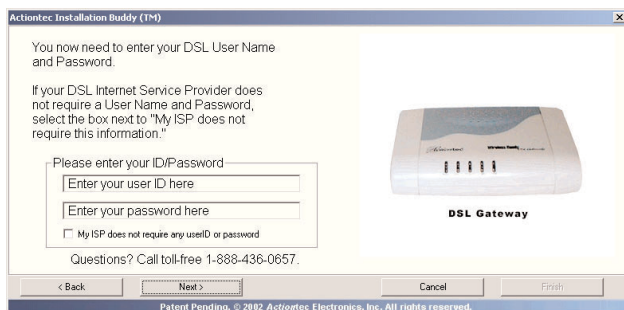 Actiontec Installation Buddy (TM)
You now need to enter your DSL User Name
and Password.
If your DSL Internet Service Provider does
not require a User Name and Password,
select the box next to "My ISP does not
require this information."
Please enter your ID/Password
Enter your user ID here
Enter your password here
My ISP does not require any userID or password
Questions? Call toll-free 1-888-436-0657.
Actiontec
Wireless Ready
DSL Gateway
< Back
Next >
Cancel
Finish
Patent Pending. © 2002 Actiontec Electronics, Inc. All rights reserved.